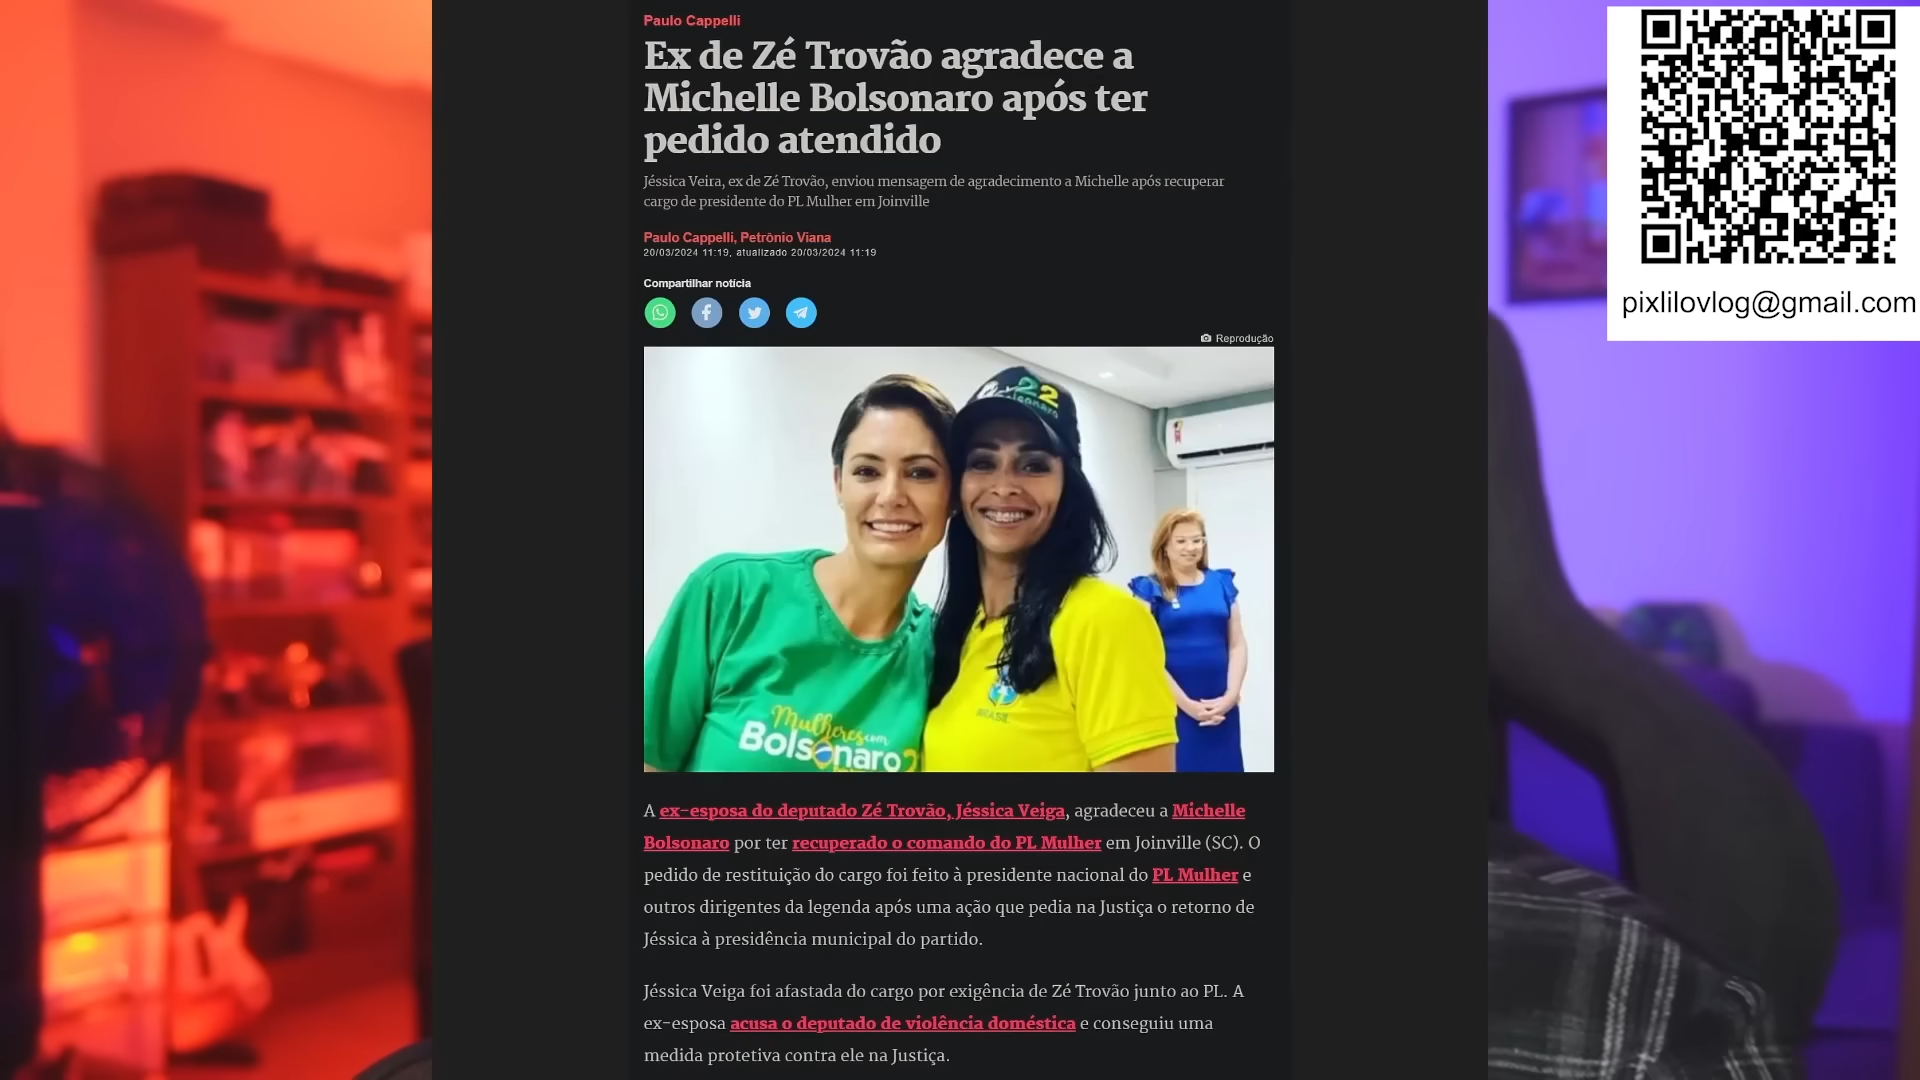 Paulo Cappelli
Ex de Zé Trovão agradece a
Michelle Bolsonaro após ter
pedido atendido
Jéssica Veira, ex de Zé Trovão, enviou mensagem de agradecimento a Michelle após recuperar
cargo de presidente do PL Mulher em Joinville
Paulo Cappelli, Petrônio Viana
20/03/2024 11:19, atualizado 20/03/2024 11:19
Compartilhar notícia
Reprodução
22
Bolsonaro
BRASIL
Mulheres com
Bolsonaro 2
A ex-esposa do deputado Zé Trovão, Jéssica Veiga, agradeceu a Michelle
Bolsonaro por ter recuperado o comando do PL Mulher em Joinville (SC). O
pedido de restituição do cargo foi feito à presidente nacional do PL Mulher e
outros dirigentes da legenda após uma ação que pedia na Justiça o retorno de
Jéssica à presidência municipal do partido.
Jéssica Veiga foi afastada do cargo por exigência de Zé Trovão junto ao PL. A
ex-esposa acusa o deputado de violência doméstica e conseguiu uma
medida protetiva contra ele na Justiça.
pixlilovlog@gmail.com